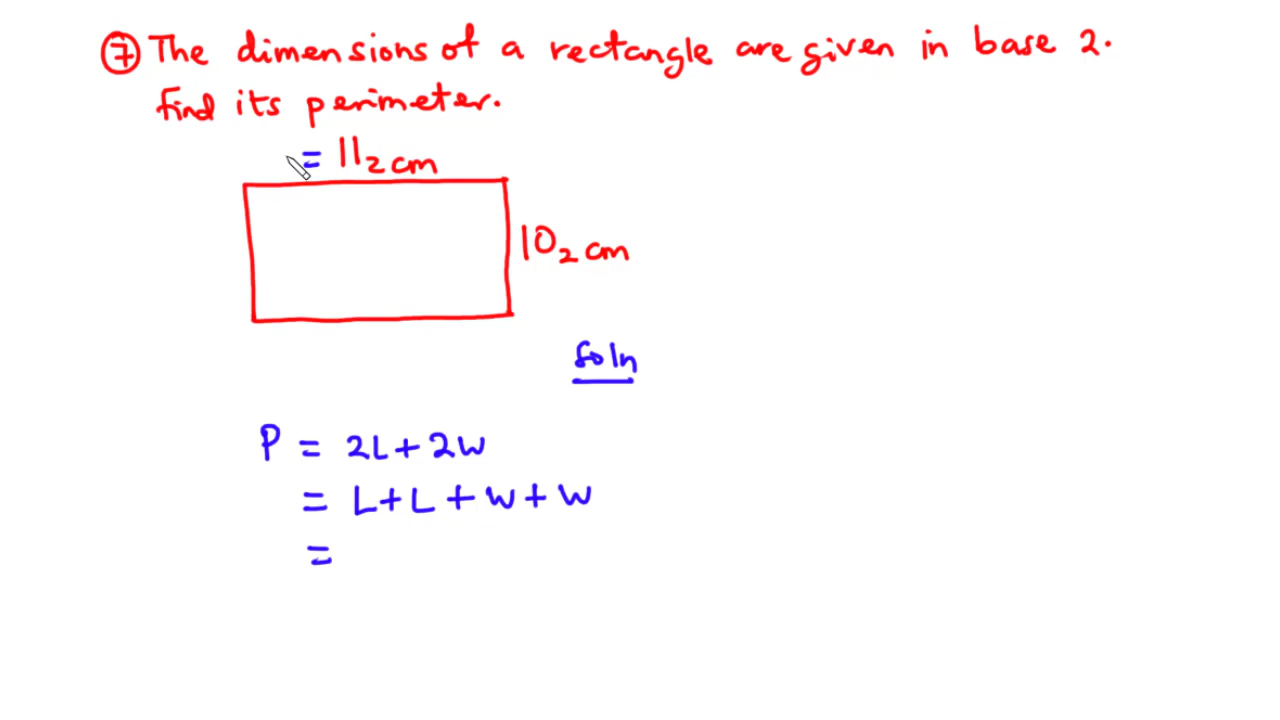 ⑦ The dimensions of a rectangle are given in base 2.
Find its perimeter.
= 11₂ cm
10₂ cm
Soln
P = 2L + 2W
= L + L + W + W
=